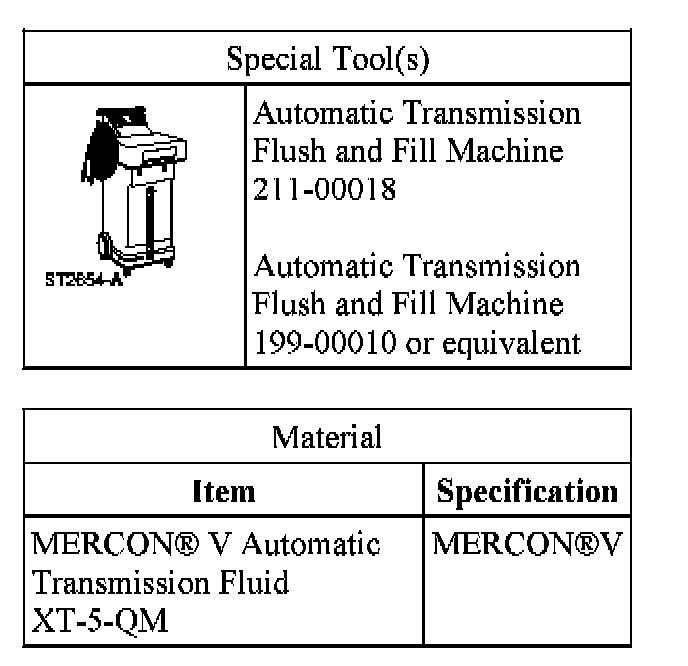 Special Tool(s)
Automatic Transmission
Flush and Fill Machine
211-00018
Automatic Transmission
Flush and Fill Machine
199-00010 or equivalent
ST2654-A
Material
Item
Specification
MERCON® V Automatic
Transmission Fluid
XT-5-QM
MERCON®V